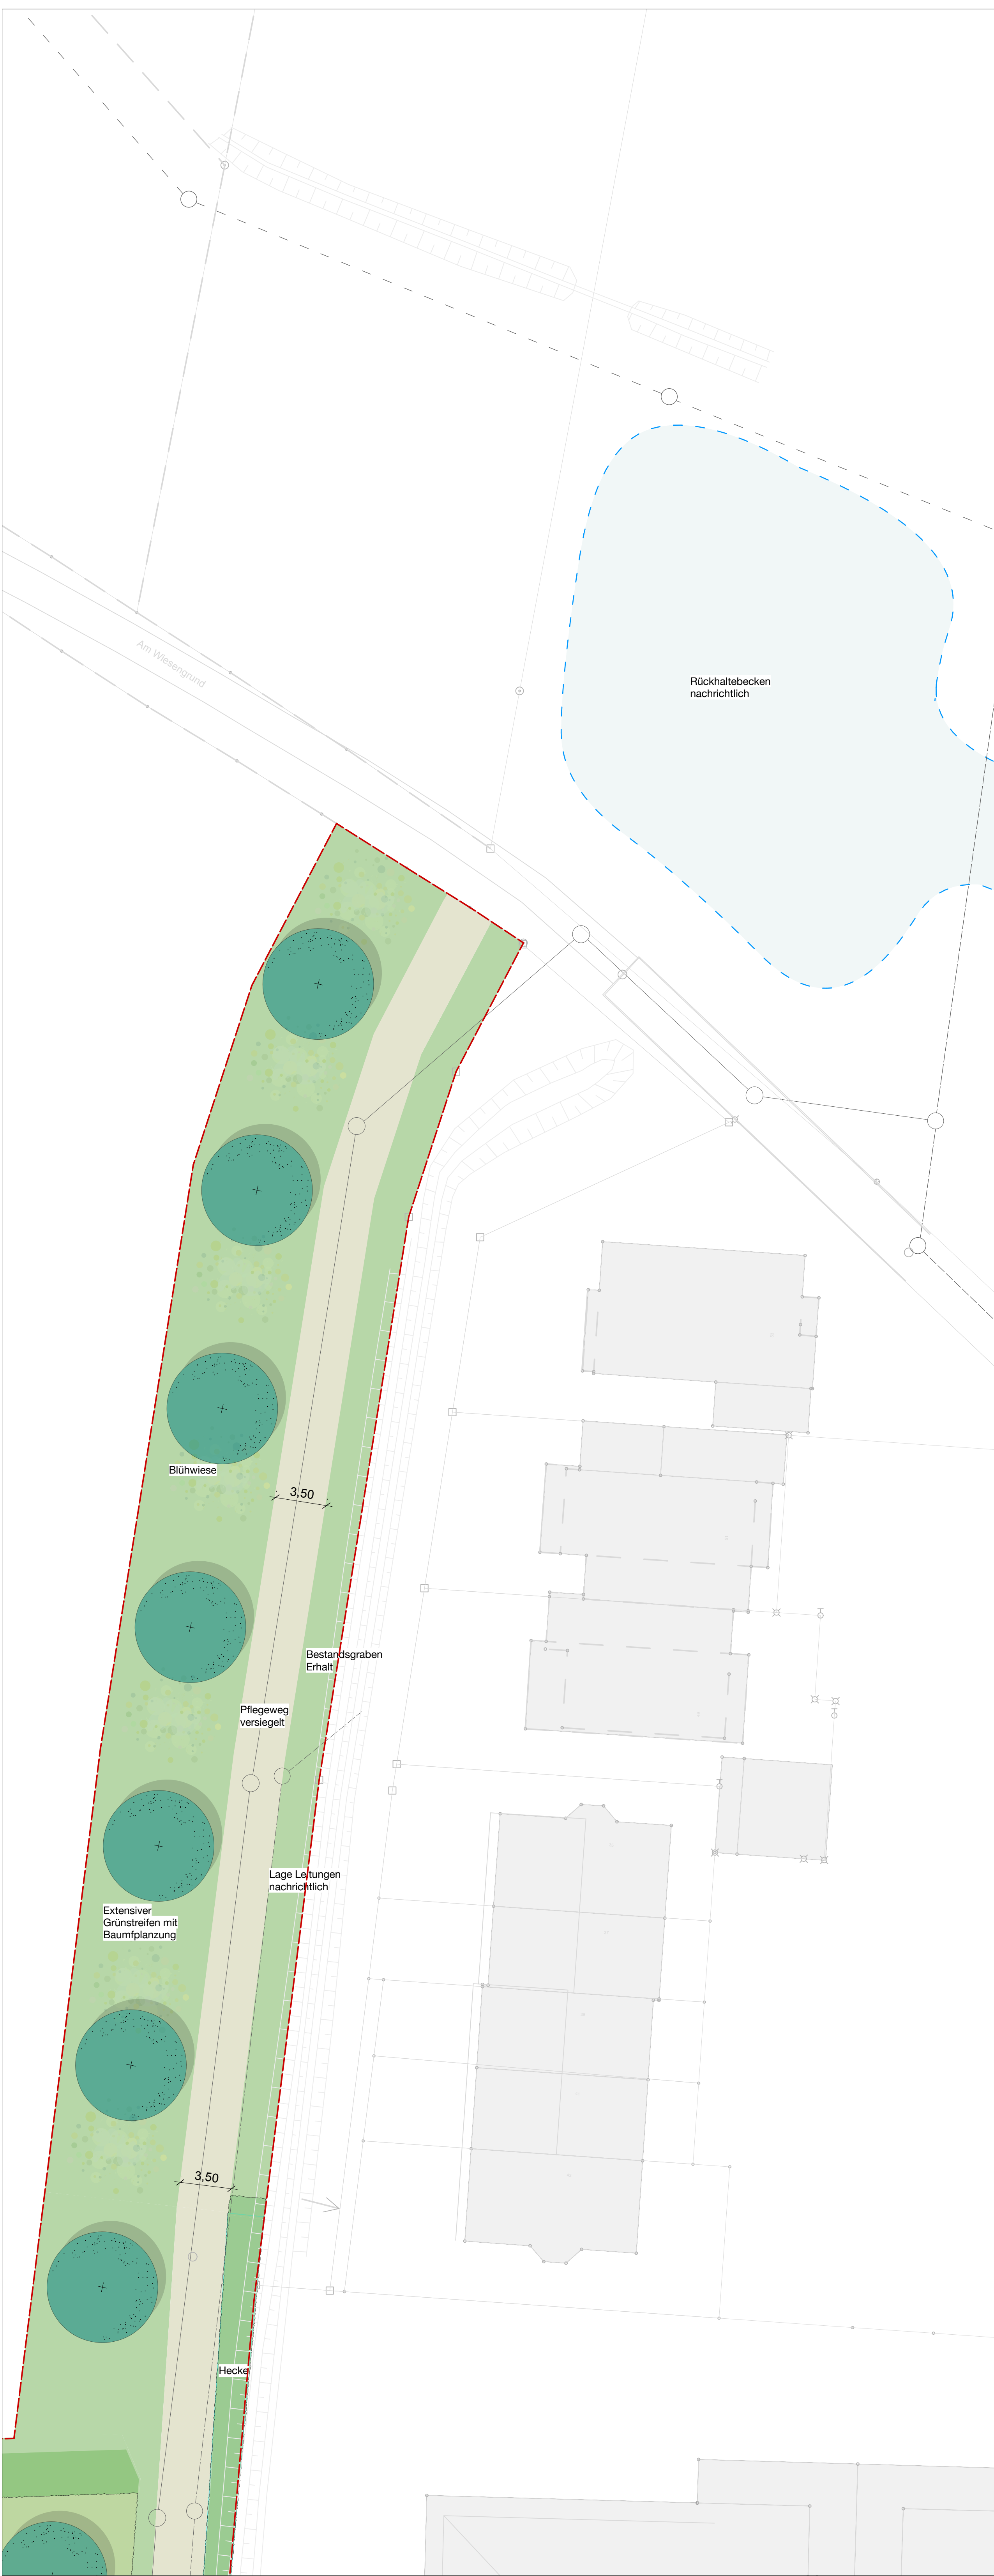 Am Wiesengrund
Rückhaltebecken
nachrichtlich
Blühwiese
3,50
Bestandsgraben
Erhalt
Pflegeweg
versiegelt
Lage Leitungen
nachrichtlich
Extensiver
Grünstreifen mit
Baumfplanzung
3,50
Hecke